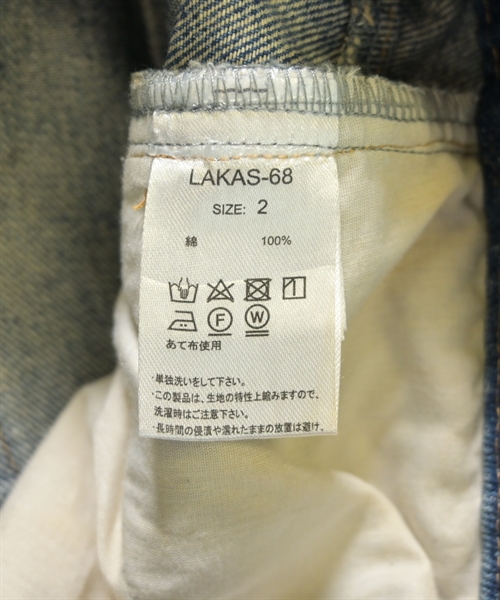 LAKAS-68
SIZE: 2
綿 100%
F W
あて布使用
・単独洗いをして下さい。
・この製品は、生地の特性上縮みますので、
洗濯時はご注意下さい。
・長時間の浸漬や濡れたままの放置は避け、